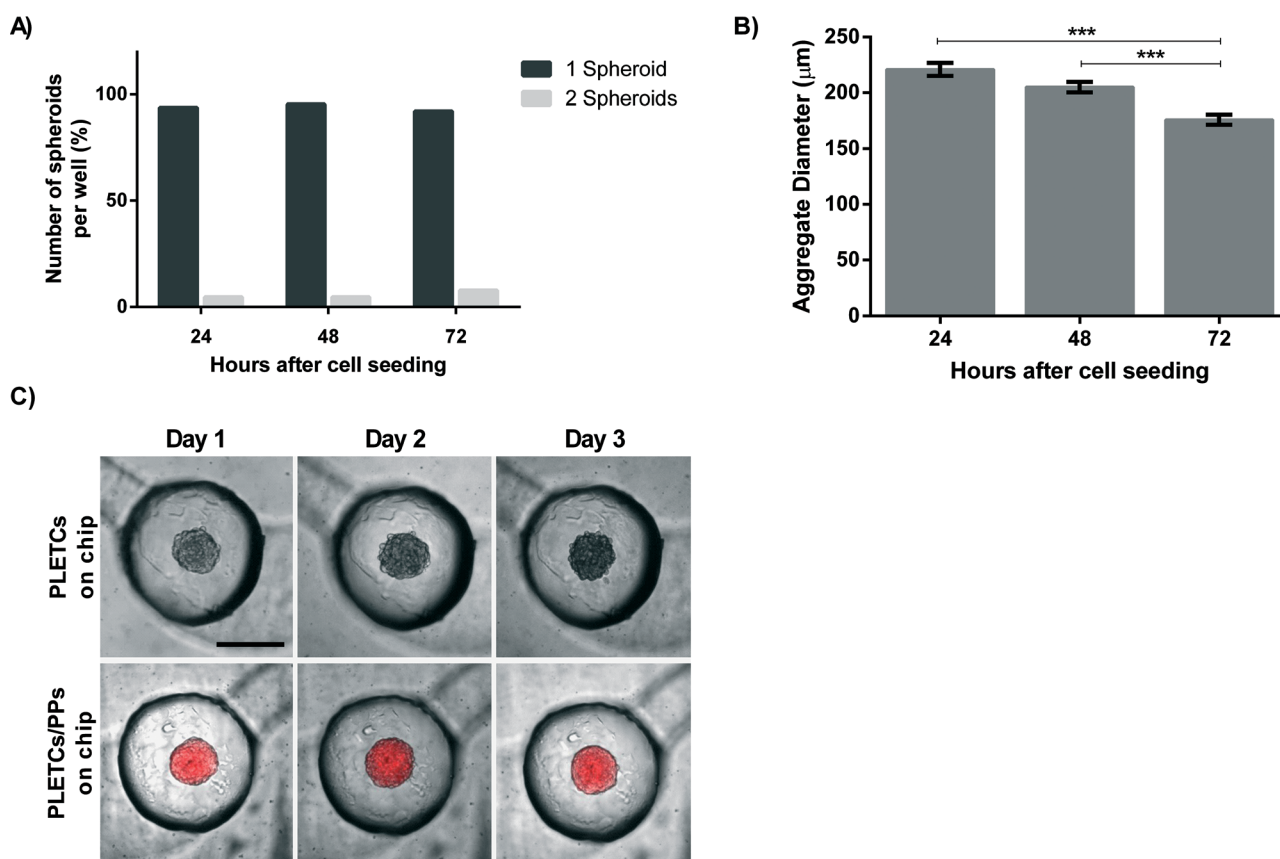 A)
Number of spheroids
per well (%)
100
50
0
24
48
72
Hours after cell seeding
1 Spheroid
2 Spheroids
B)
Aggregate Diameter (μm)
250
200
150
100
50
0
***
***
24
48
72
Hours after cell seeding
C)
Day 1
Day 2
Day 3
PLETCs
on chip
PLETCs/PPs
on chip